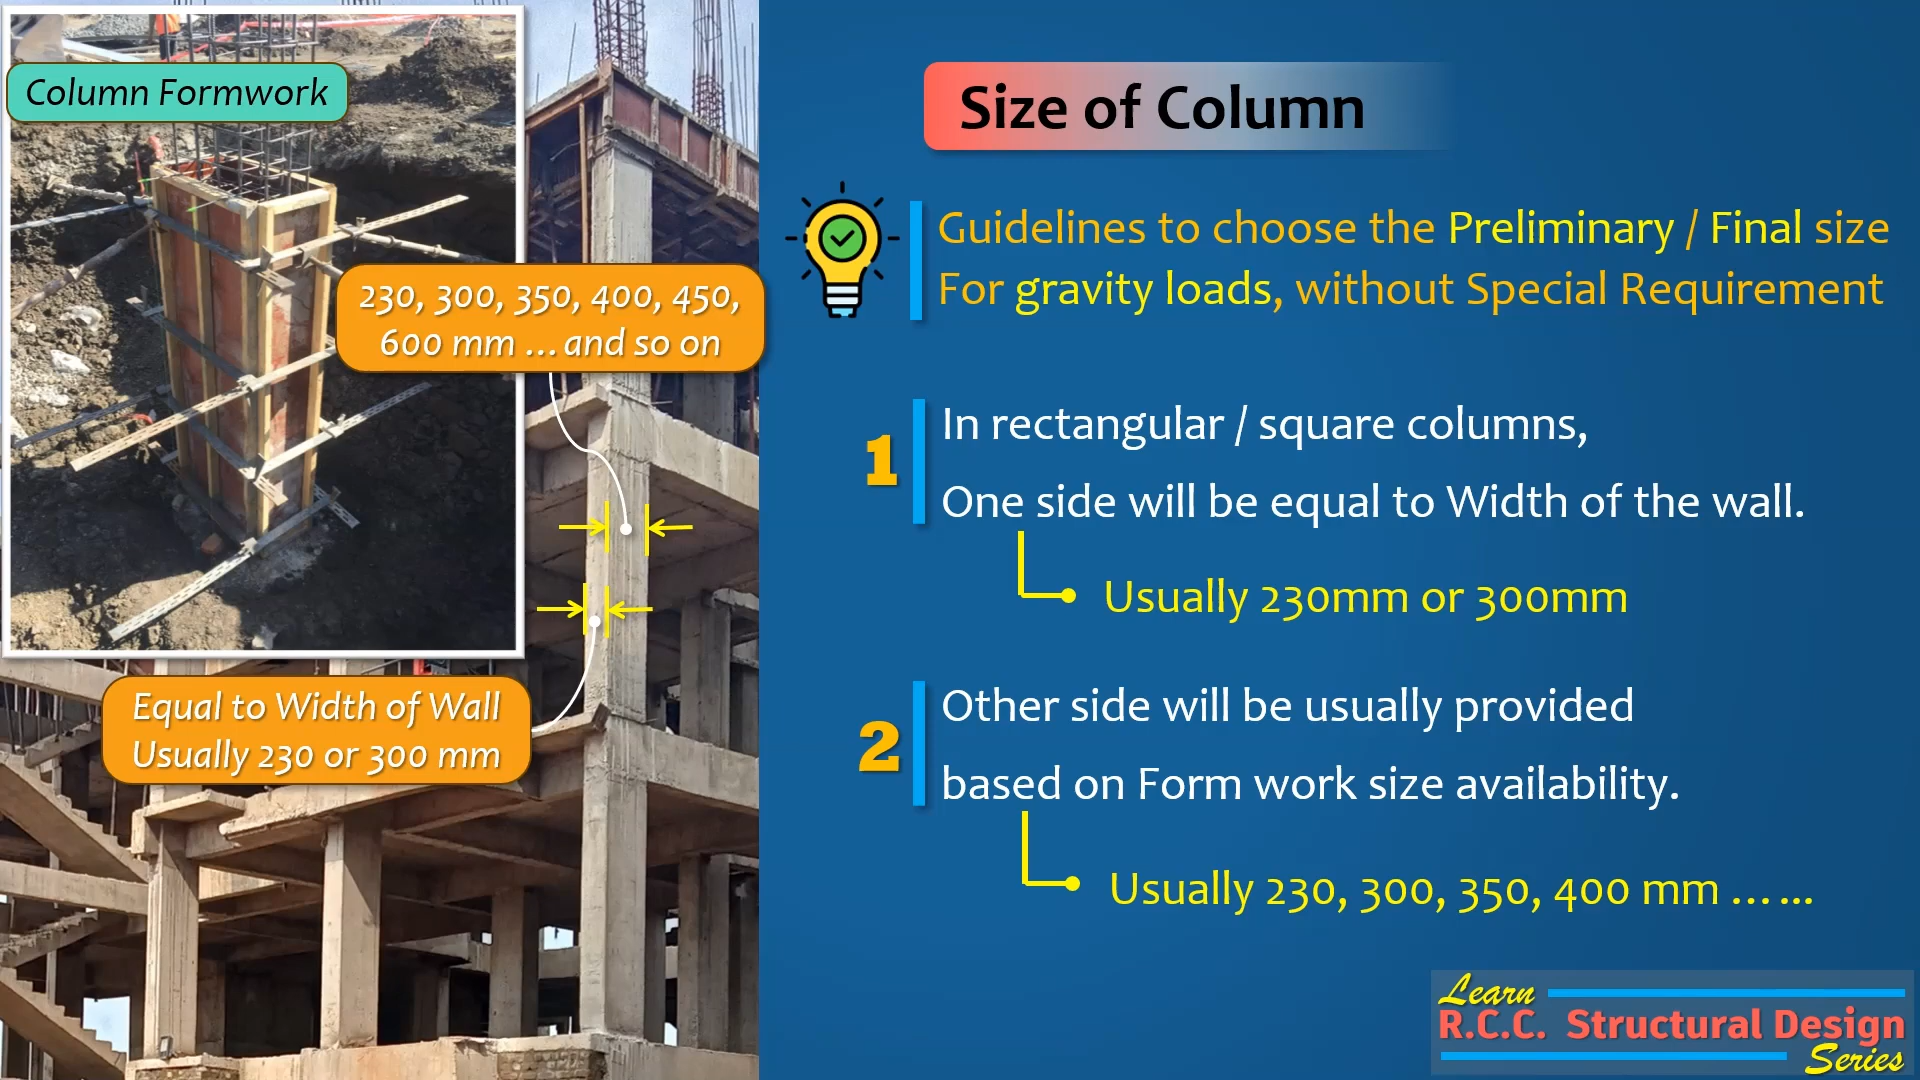 Column Formwork
230, 300, 350, 400, 450,
600 mm ... and so on
Equal to Width of Wall
Usually 230 or 300 mm
Size of Column
Guidelines to choose the Preliminary / Final size
For gravity loads, without Special Requirement
1
In rectangular / square columns,
One side will be equal to Width of the wall.
Usually 230mm or 300mm
2
Other side will be usually provided
based on Form work size availability.
Usually 230, 300, 350, 400 mm ......
Learn
R.C.C. Structural Design
Series